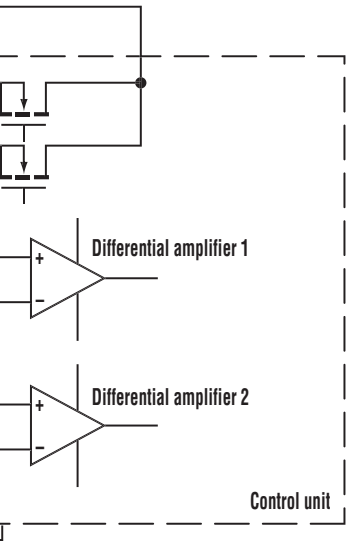 Differential amplifier 1
+
−
Differential amplifier 2
+
−
Control unit